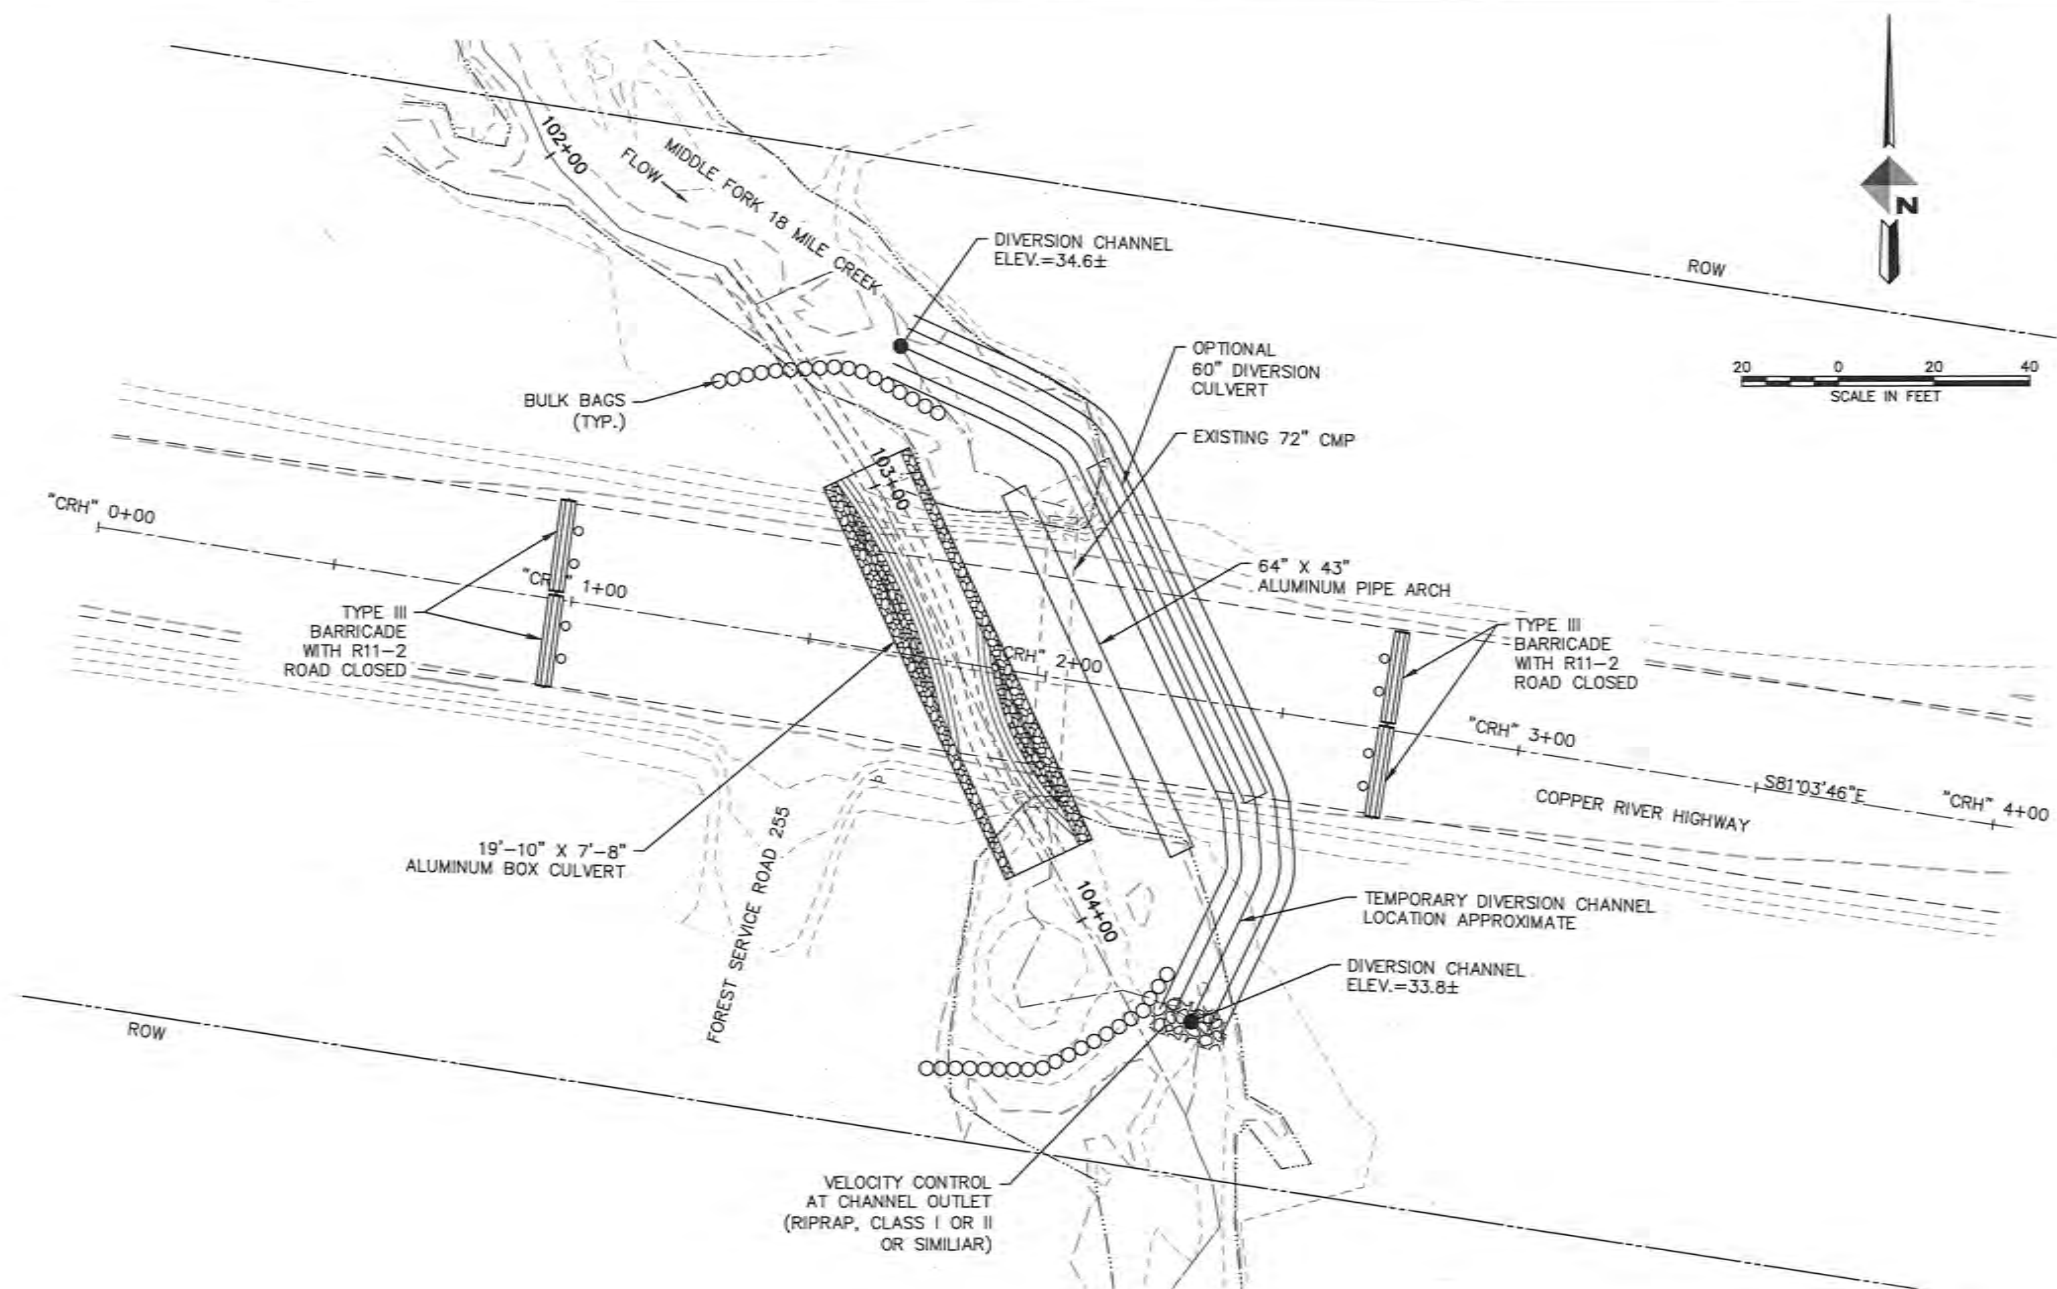 102+00
FLOW
MIDDLE FORK 18 MILE CREEK
N
DIVERSION CHANNEL
ELEV.=34.6±
ROW
OPTIONAL
60" DIVERSION
CULVERT
20 0 20 40
SCALE IN FEET
BULK BAGS
(TYP.)
EXISTING 72" CMP
103+00
"CRH" 0+00
"CR " 1+00
64" X 43"
ALUMINUM PIPE ARCH
TYPE III
BARRICADE
WITH R11-2
ROAD CLOSED
CRH" 2+00
TYPE III
BARRICADE
WITH R11-2
ROAD CLOSED
"CRH" 3+00
S81°03'46"E
"CRH" 4+00
COPPER RIVER HIGHWAY
19'-10" X 7'-8"
ALUMINUM BOX CULVERT
FOREST SERVICE ROAD 255
P
104+00
TEMPORARY DIVERSION CHANNEL
LOCATION APPROXIMATE
DIVERSION CHANNEL
ELEV.=33.8±
ROW
VELOCITY CONTROL
AT CHANNEL OUTLET
(RIPRAP, CLASS I OR II
OR SIMILIAR)